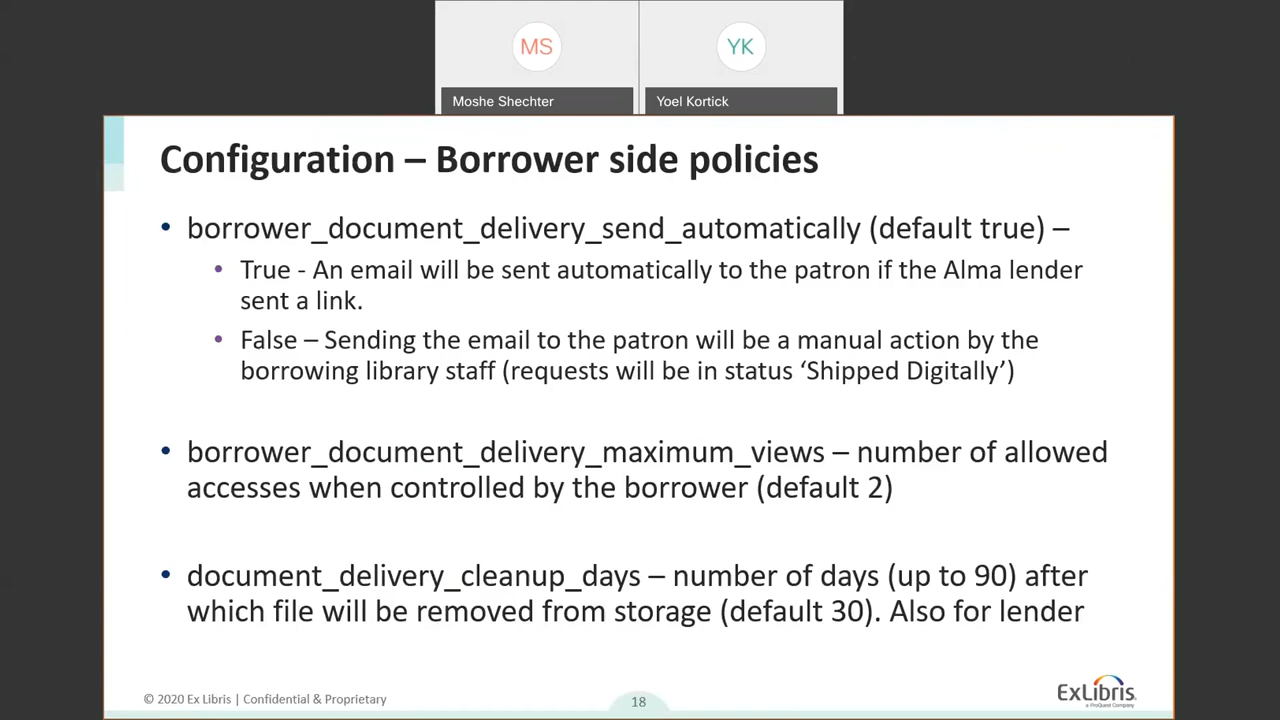 MS
YK
Moshe Shechter
Yoel Kortick
Configuration – Borrower side policies
• borrower_document_delivery_send_automatically (default true) –
• True - An email will be sent automatically to the patron if the Alma lender
sent a link.
• False – Sending the email to the patron will be a manual action by the
borrowing library staff (requests will be in status ‘Shipped Digitally’)
• borrower_document_delivery_maximum_views – number of allowed
accesses when controlled by the borrower (default 2)
• document_delivery_cleanup_days – number of days (up to 90) after
which file will be removed from storage (default 30). Also for lender
© 2020 Ex Libris | Confidential & Proprietary
18
ExLibris
a ProQuest Company